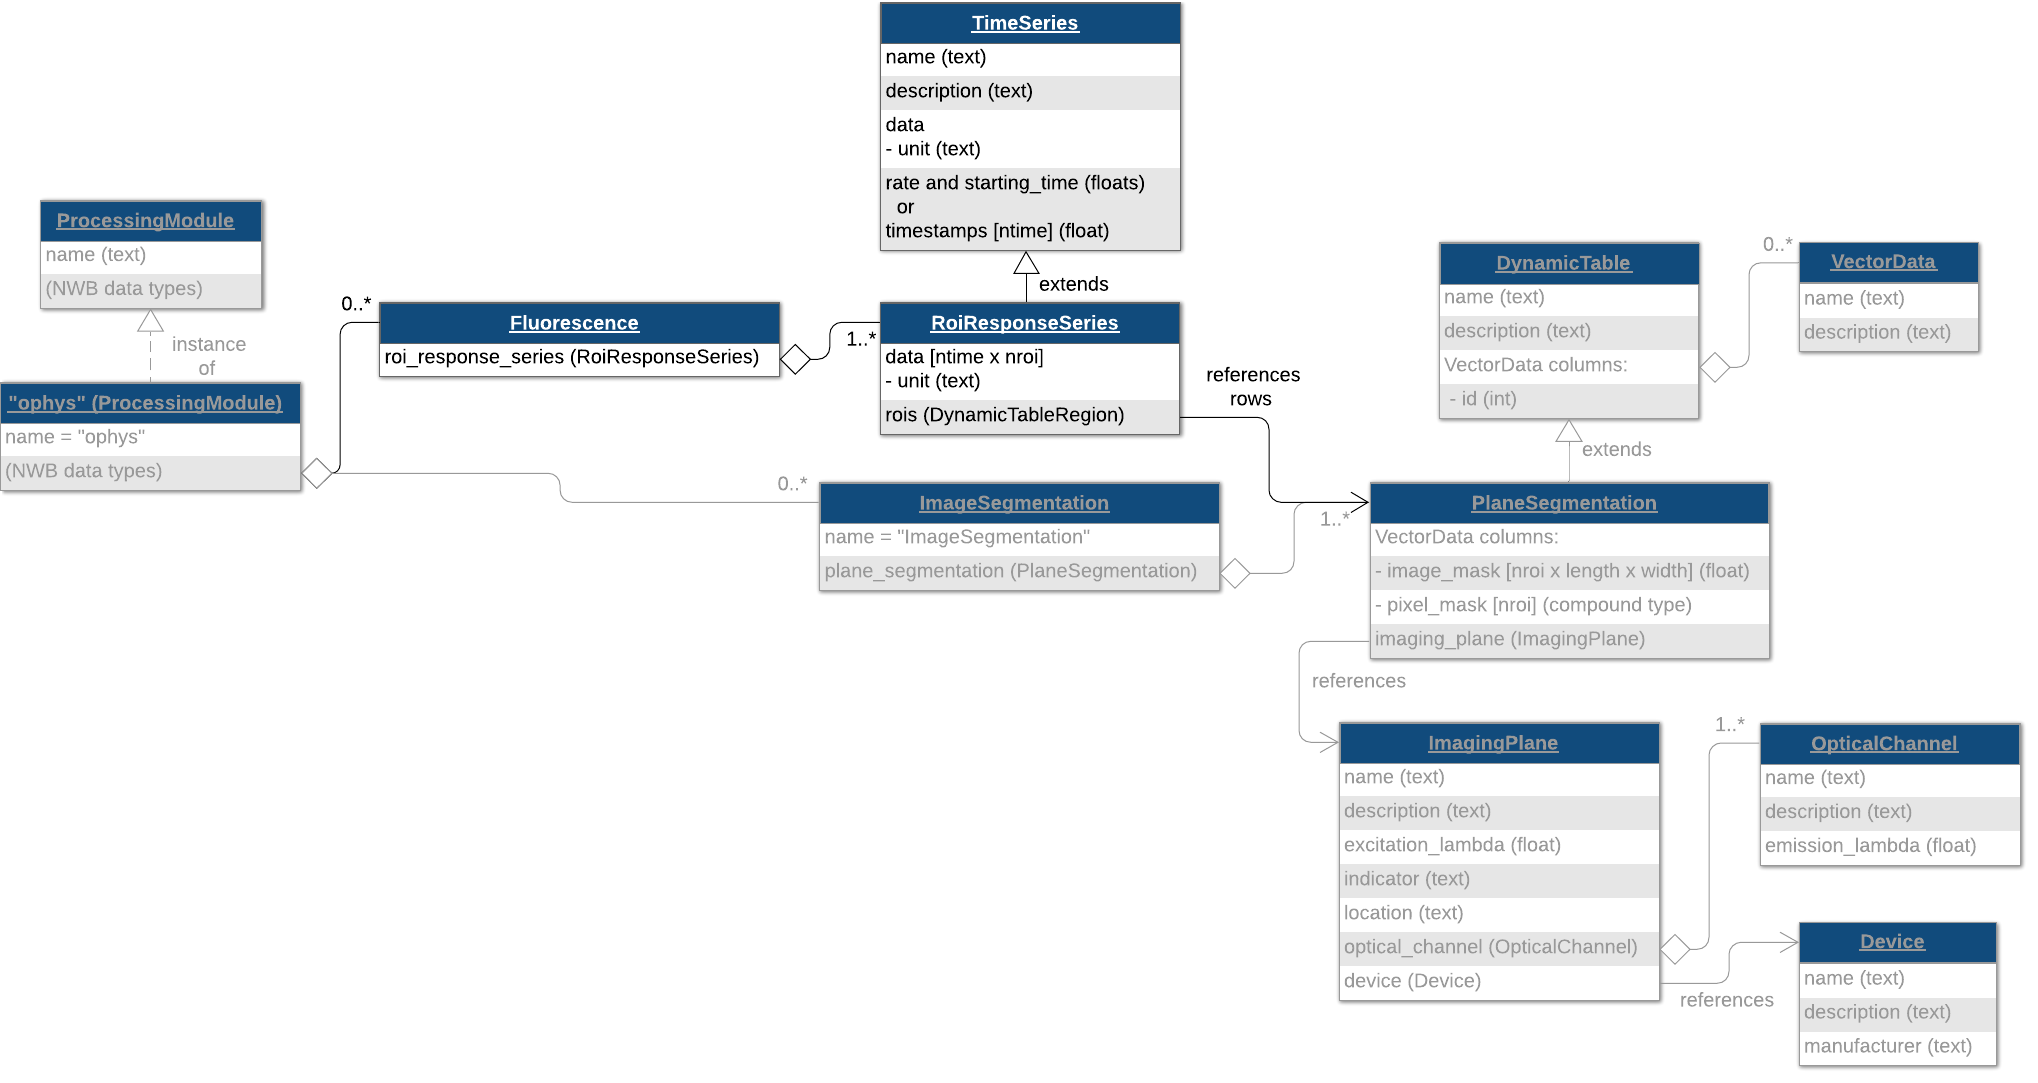 TimeSeries
name (text)
description (text)
data
- unit (text)
rate and starting_time (floats)
or
timestamps [ntime] (float)
ProcessingModule
name (text)
(NWB data types)
instance
of
"ophys" (ProcessingModule)
name = "ophys"
(NWB data types)
0..*
Fluorescence
roi_response_series (RoiResponseSeries)
1..*
extends
RoiResponseSeries
data [ntime x nroi]
- unit (text)
rois (DynamicTableRegion)
references
rows
DynamicTable
name (text)
description (text)
VectorData columns:
- id (int)
0..*
VectorData
name (text)
description (text)
extends
0..*
ImageSegmentation
name = "ImageSegmentation"
plane_segmentation (PlaneSegmentation)
1..*
PlaneSegmentation
VectorData columns:
- image_mask [nroi x length x width] (float)
- pixel_mask [nroi] (compound type)
imaging_plane (ImagingPlane)
references
ImagingPlane
name (text)
description (text)
excitation_lambda (float)
indicator (text)
location (text)
optical_channel (OpticalChannel)
device (Device)
1..*
OpticalChannel
name (text)
description (text)
emission_lambda (float)
references
Device
name (text)
description (text)
manufacturer (text)